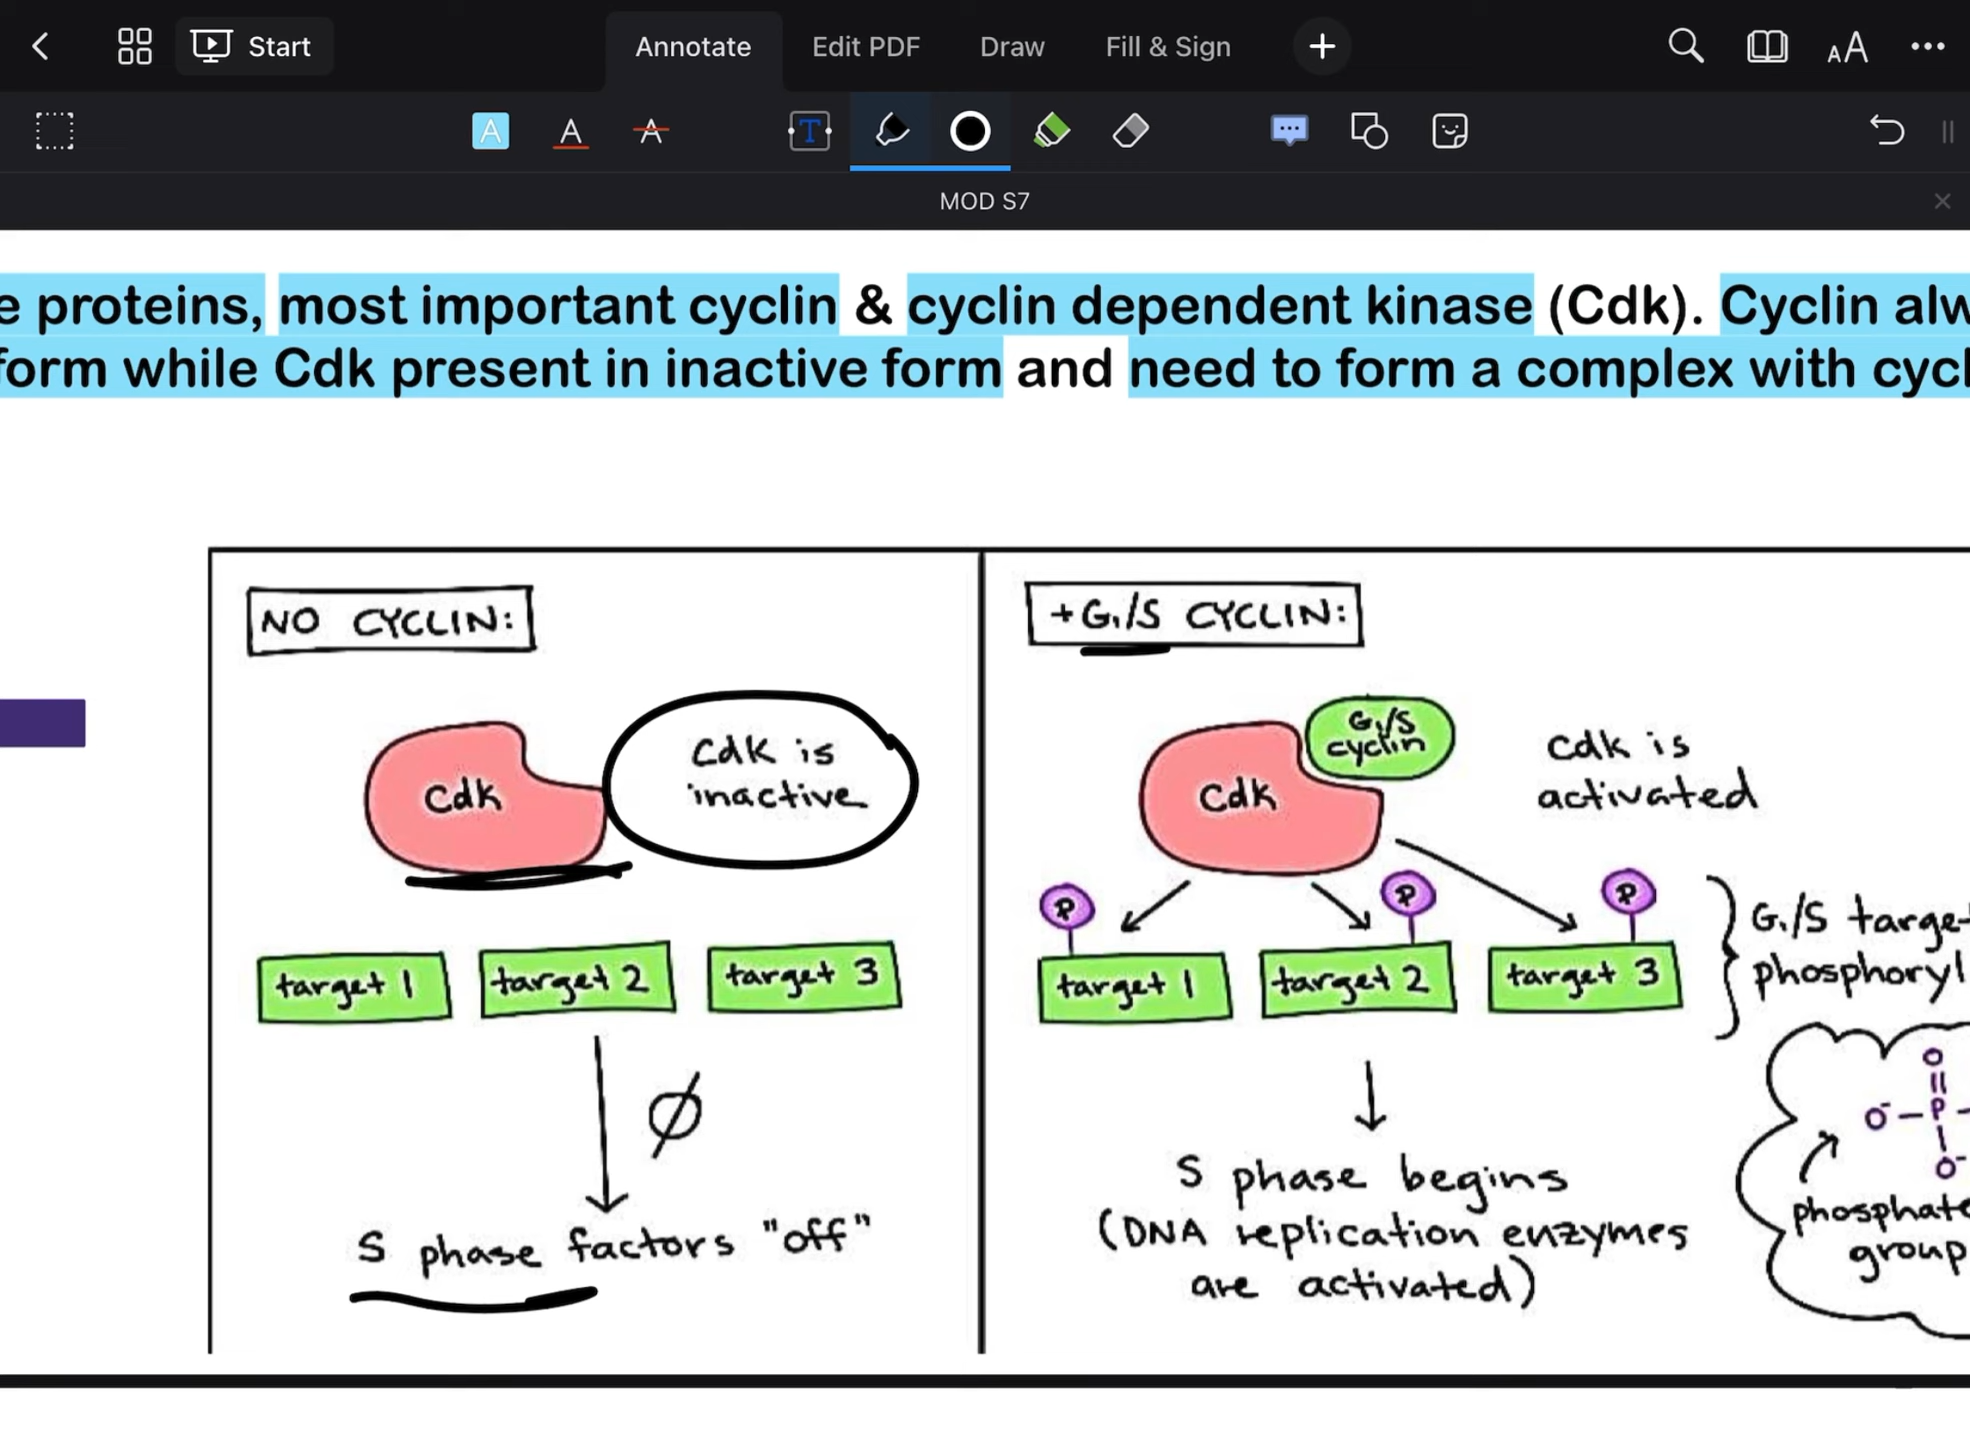 Start
Annotate
Edit PDF
Draw
Fill & Sign
AA
A
A
A
T
MOD S7
e proteins, most important cyclin & cyclin dependent kinase (Cdk). Cyclin alw
form while Cdk present in inactive form and need to form a complex with cycl
NO CYCLIN:
Cdk
Cdk is
inactive
target 1
target 2
target 3
Ø
S phase factors "off"
+G₁/S CYCLIN:
G₁/S
cyclin
Cdk
Cdk is
activated
P
P
P
target 1
target 2
target 3
G₁/S target
phosphoryl
S phase begins
(DNA replication enzymes
are activated)
O
O⁻–P–
O⁻
phosphate
group